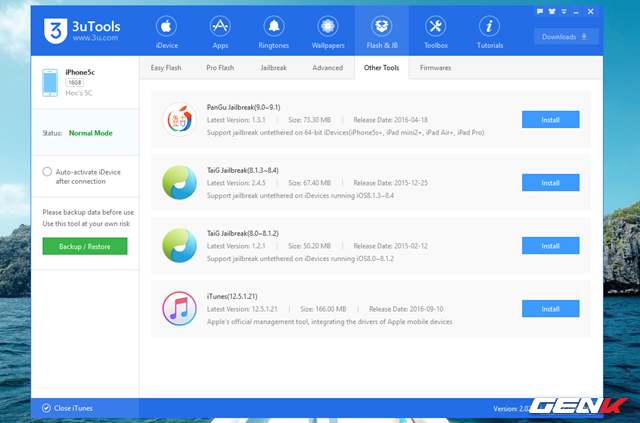 3uTools
www.3u.com
iDevice
Apps
Ringtones
Wallpapers
Flash & JB
Toolbox
Tutorials
Downloads
iPhone5c
16GB
Hoc's 5C
Status: Normal Mode
Auto-activate iDevice
after connection
Please backup data before use
Use this tool at your own risk
Backup / Restore
Easy Flash
Pro Flash
Jailbreak
Advanced
Other Tools
Firmwares
PanGu Jailbreak(9.0~9.1)
Latest Version: 1.3.1 | Size: 73.30 MB | Release Date: 2016-04-18
Support jailbreak untethered on 64-bit iDevices(iPhone5s+, iPad mini2+, iPad Air+, iPad Pro)
Install
TaiG Jailbreak(8.1.3~8.4)
Latest Version: 2.4.5 | Size: 67.40 MB | Release Date: 2015-12-25
Support jailbreak untethered on iDevices running iOS8.1.3~8.4
Install
TaiG Jailbreak(8.0~8.1.2)
Latest Version: 1.2.1 | Size: 50.20 MB | Release Date: 2015-02-12
Support jailbreak untethered on iDevices running iOS8.0~8.1.2
Install
iTunes(12.5.1.21)
Latest Version: 12.5.1.21 | Size: 166.00 MB | Release Date: 2016-09-10
Apple's official management tool, integrating the drivers of Apple mobile devices
Install
Close iTunes
Version: 2.0
GENK